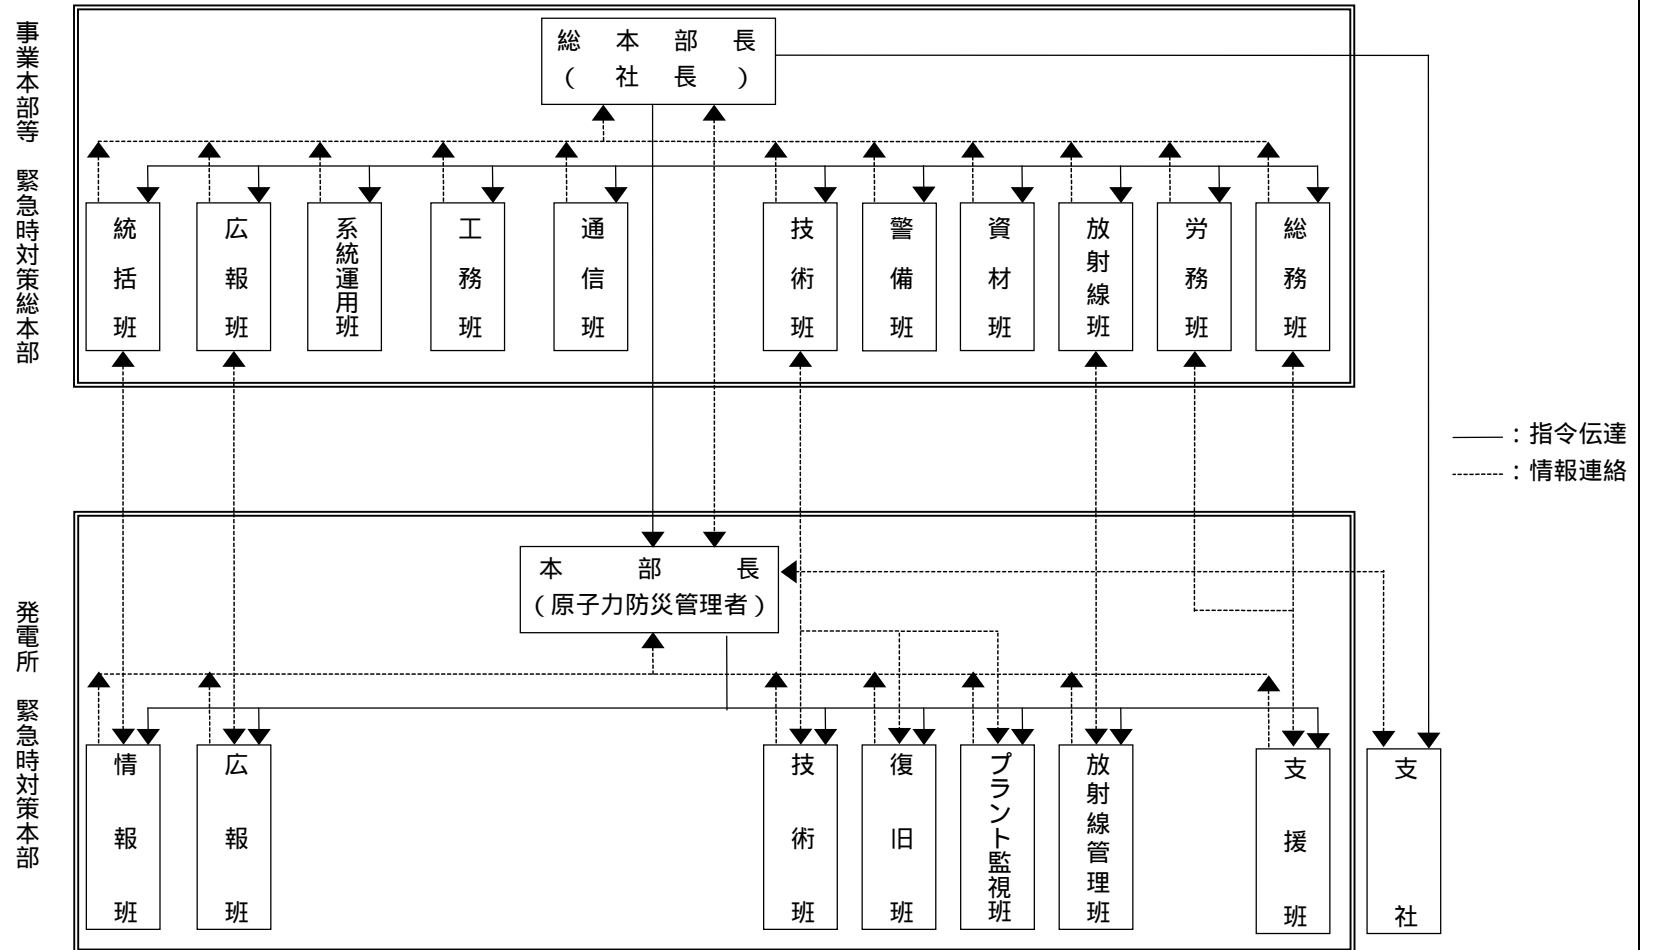 事業本部等　緊急時対策総本部
総本部長
(社長)
統括班
広報班
系統運用班
工務班
通信班
技術班
警備班
資材班
放射線班
労務班
総務班
：指令伝達
：情報連絡
発電所　緊急時対策本部
本部長
(原子力防災管理者)
情報班
広報班
技術班
復旧班
プラント監視班
放射線管理班
支援班
支社